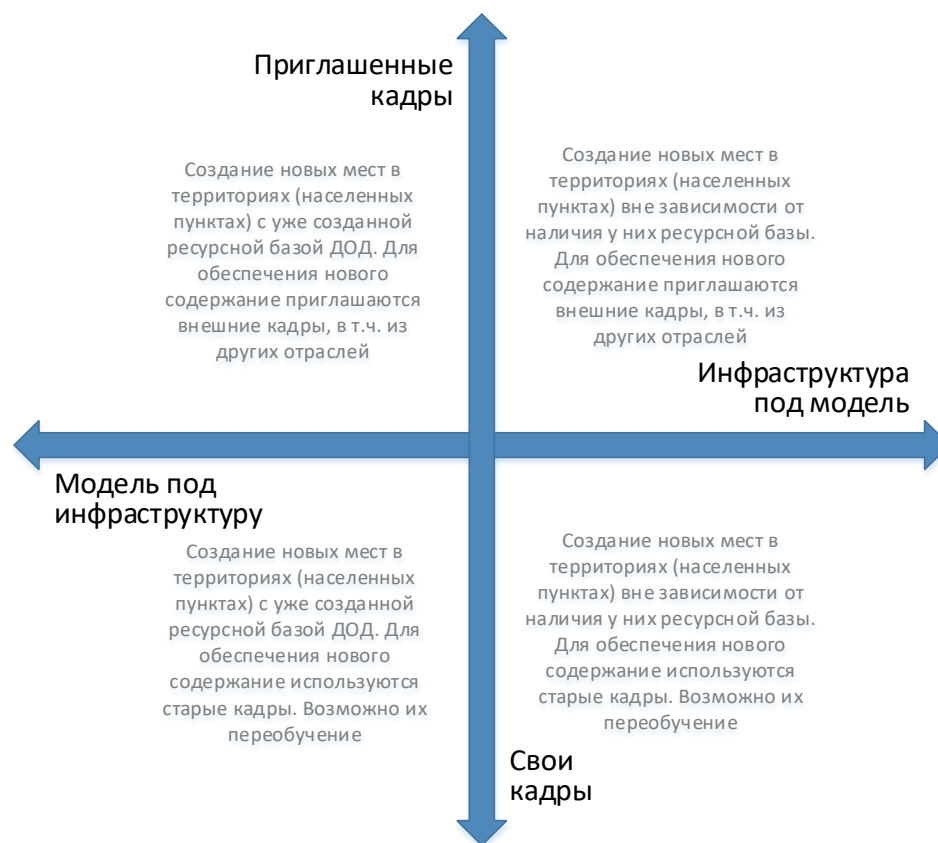 Приглашенные
кадры
Создание новых мест в
территориях (населенных
пунктах) с уже созданной
ресурсной базой ДОД. Для
обеспечения нового
содержание приглашаются
внешние кадры, в т.ч. из
других отраслей
Создание новых мест в
территориях (населенных
пунктах) вне зависимости от
наличия у них ресурсной базы.
Для обеспечения нового
содержание приглашаются
внешние кадры, в т.ч. из
других отраслей
Инфраструктура
под модель
Модель под
инфраструктуру
Создание новых мест в
территориях (населенных
пунктах) с уже созданной
ресурсной базой ДОД. Для
обеспечения нового
содержание используются
старые кадры. Возможно их
переобучение
Создание новых мест в
территориях (населенных
пунктах) вне зависимости от
наличия у них ресурсной базы.
Для обеспечения нового
содержание используются
старые кадры. Возможно их
переобучение
Свои
кадры